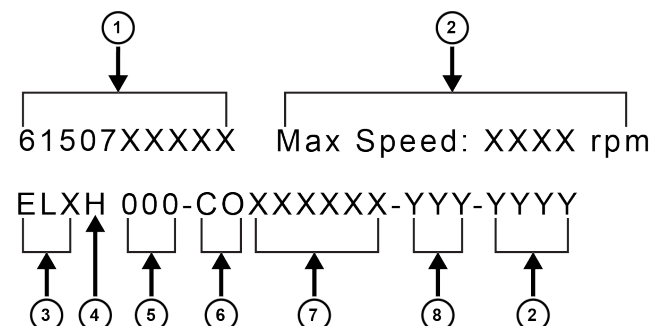 1 2
61507XXXXX Max Speed: XXXX rpm
ELXH 000-COXXXXXX-YYY-YYYY
3 4 5 6 7 8 2